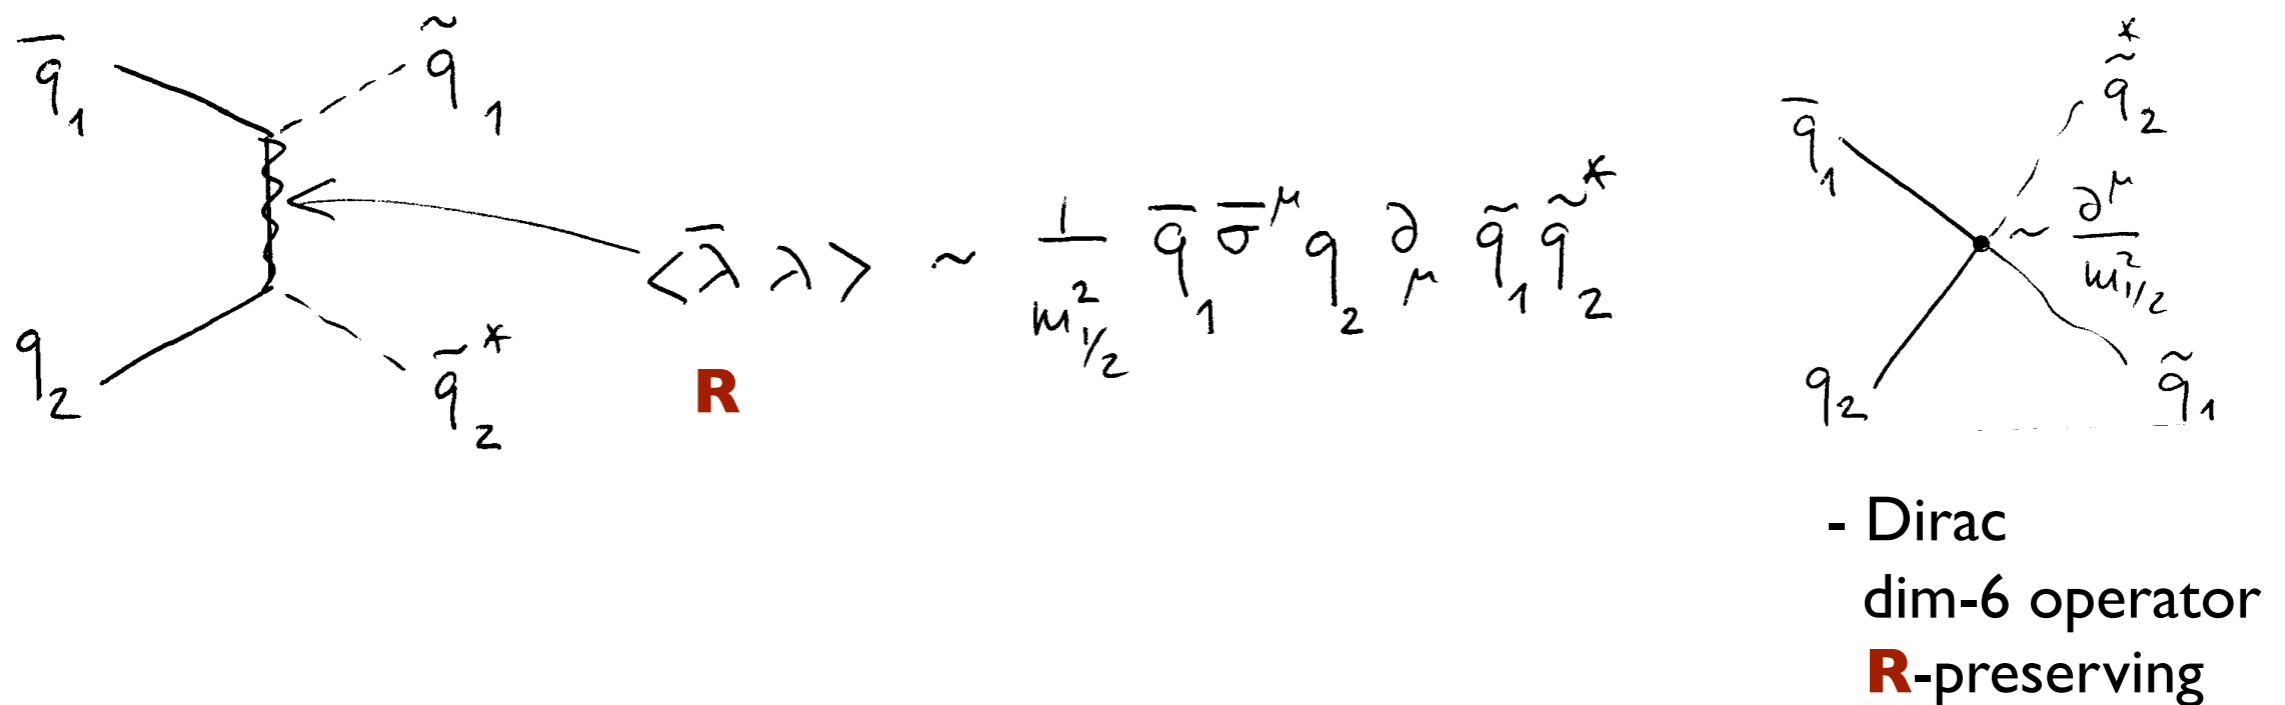 q̄₁
q̃₁
q₂
q̃₂*
<λ̄ λ> ~ 1/m²₁/₂ q̄₁ σ̄^μ q₂ ∂_μ q̃₁ q̃₂*
R
q̄₁
q̃₂*
~ ∂^μ/m²₁/₂
q₂
q̃₁
- Dirac
dim-6 operator
R-preserving